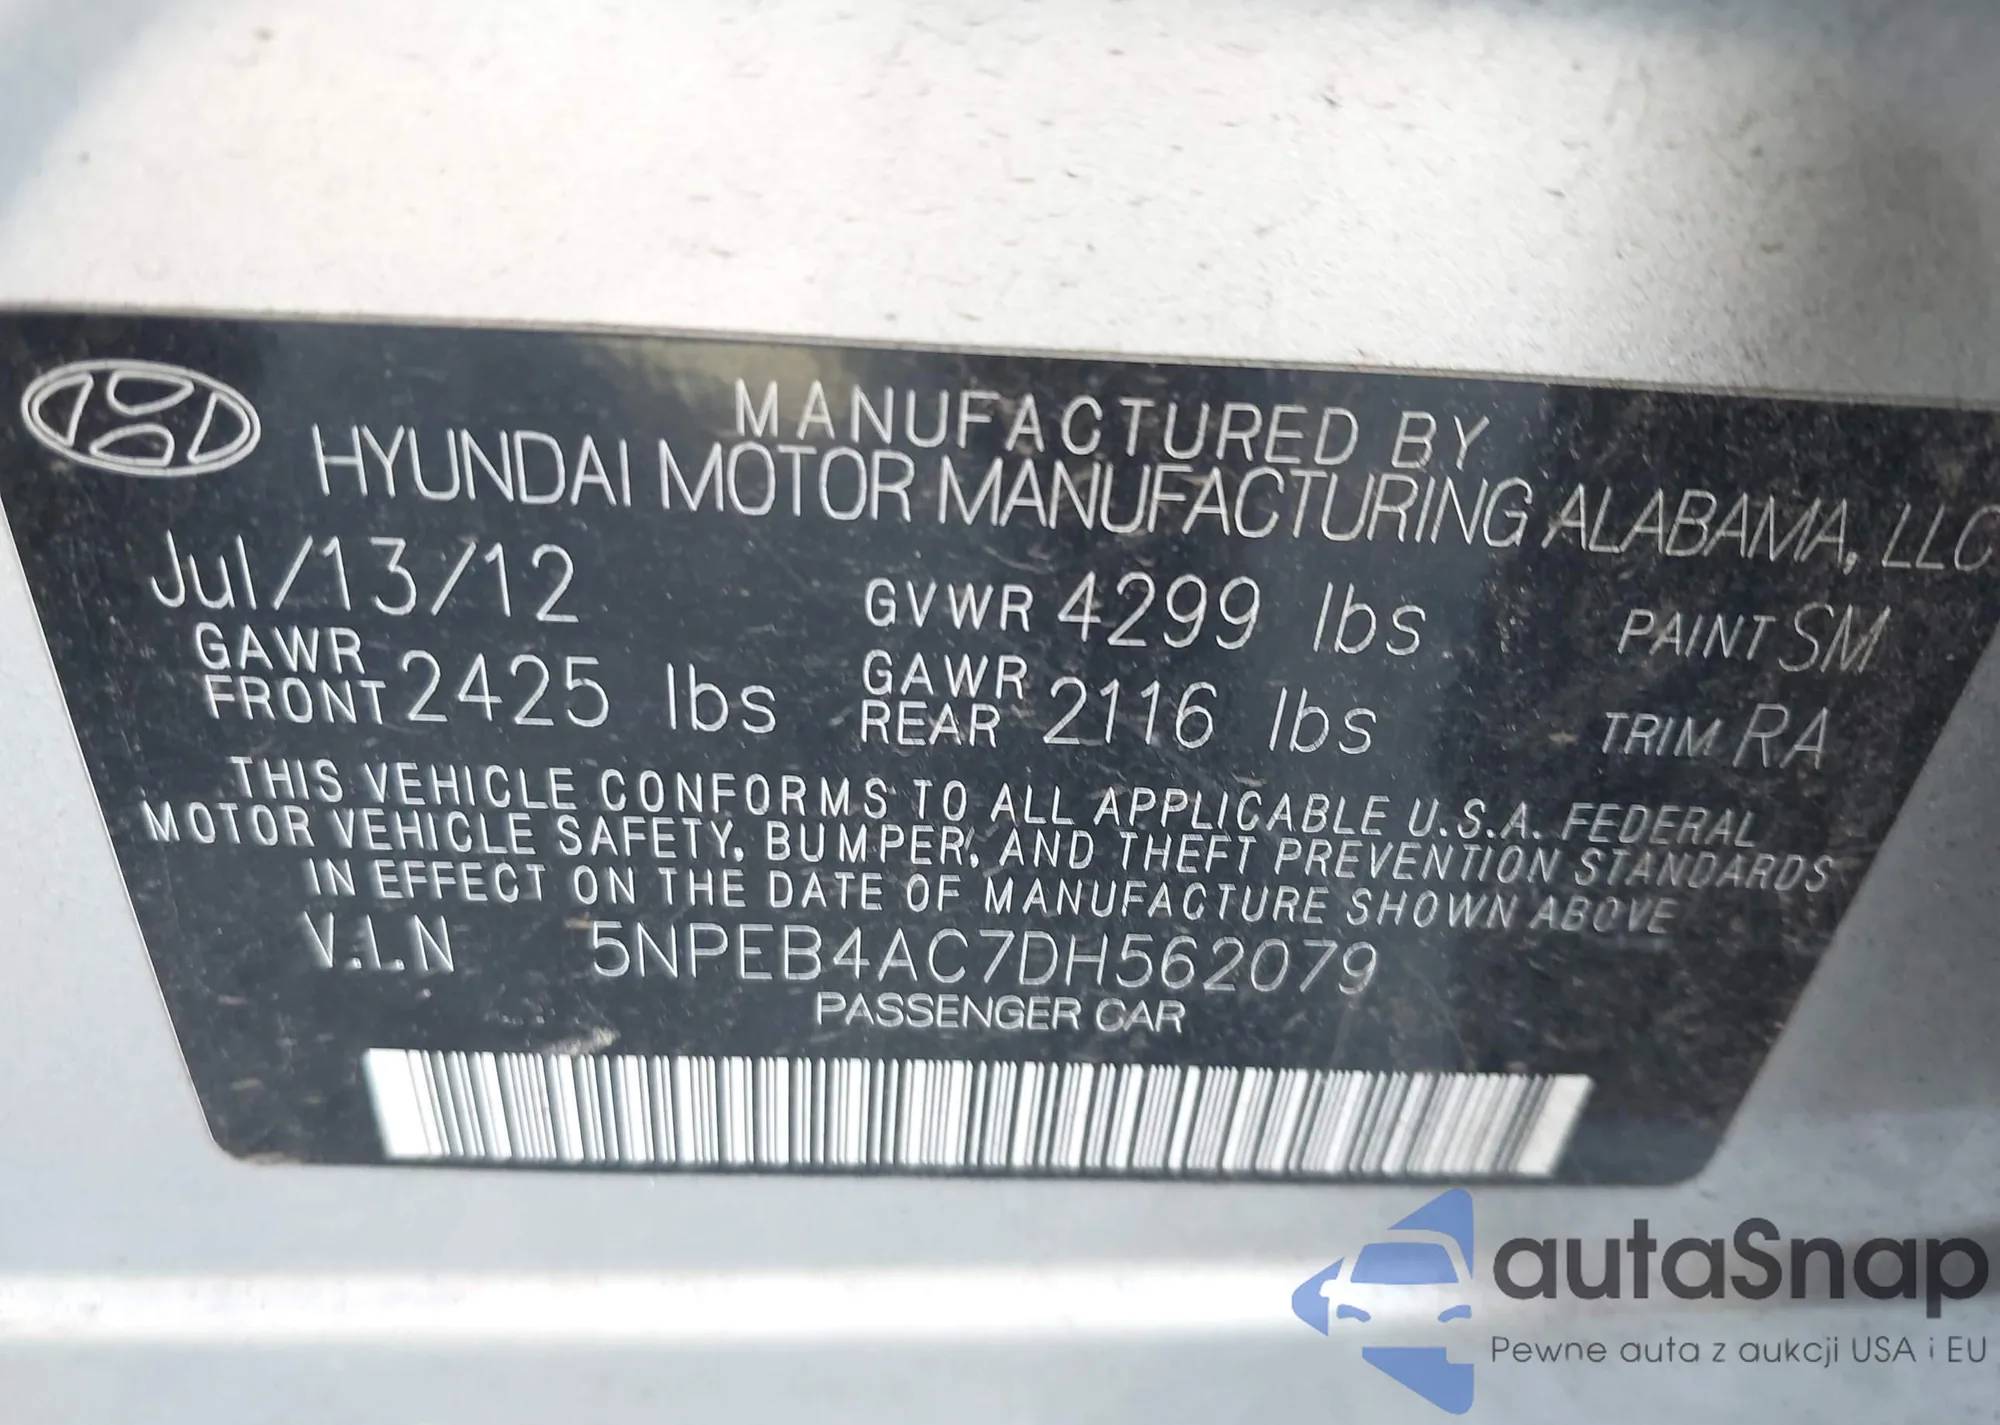 MANUFACTURED BY
HYUNDAI MOTOR MANUFACTURING ALABAMA, LLC
Jul/13/12 GVWR 4299 lbs PAINT SM
GAWR FRONT 2425 lbs GAWR REAR 2116 lbs TRIM RA
THIS VEHICLE CONFORMS TO ALL APPLICABLE U.S.A. FEDERAL
MOTOR VEHICLE SAFETY, BUMPER, AND THEFT PREVENTION STANDARDS
IN EFFECT ON THE DATE OF MANUFACTURE SHOWN ABOVE
V.I.N 5NPEB4AC7DH562079
PASSENGER CAR
autaSnap
Pewne auta z aukcji USA i EU